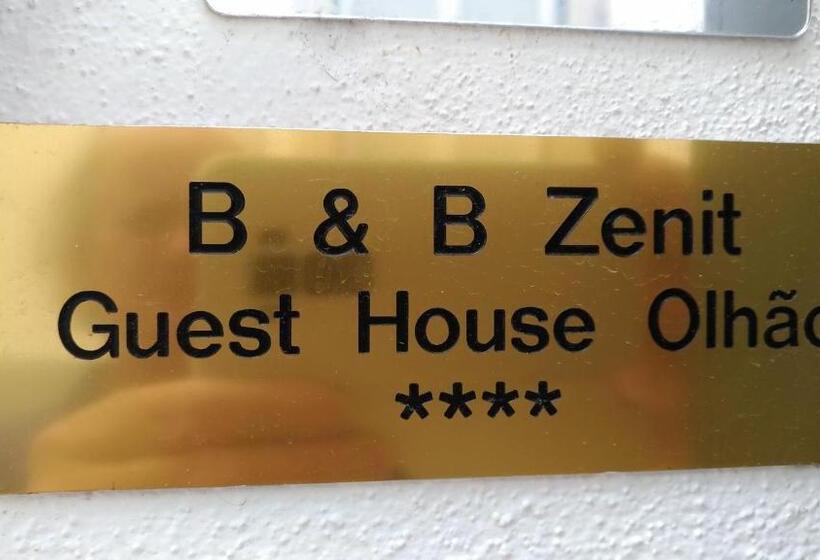 B & B Zenit
Guest House Olhão
****